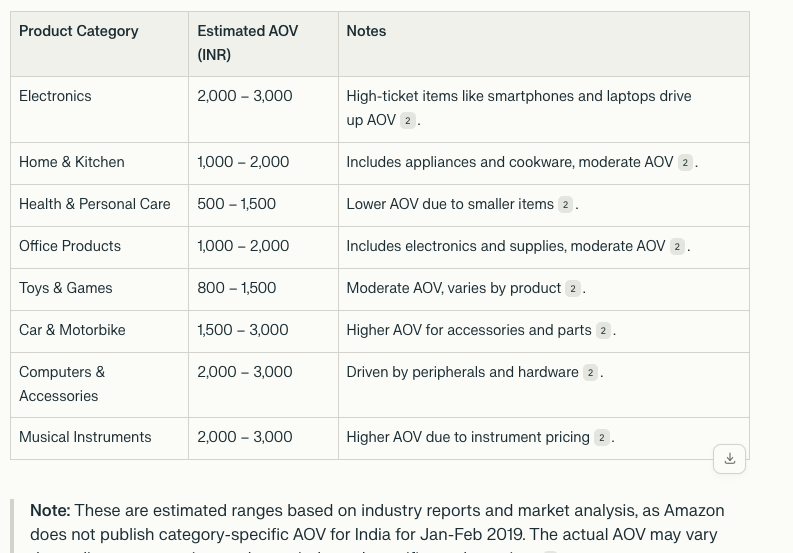 Product Category Estimated AOV Notes
(INR)
Electronics 2,000 – 3,000 High-ticket items like smartphones and laptops drive
up AOV 2 .
Home & Kitchen 1,000 – 2,000 Includes appliances and cookware, moderate AOV 2 .
Health & Personal Care 500 – 1,500 Lower AOV due to smaller items 2 .
Office Products 1,000 – 2,000 Includes electronics and supplies, moderate AOV 2 .
Toys & Games 800 – 1,500 Moderate AOV, varies by product 2 .
Car & Motorbike 1,500 – 3,000 Higher AOV for accessories and parts 2 .
Computers & 2,000 – 3,000 Driven by peripherals and hardware 2 .
Accessories
Musical Instruments 2,000 – 3,000 Higher AOV due to instrument pricing 2 .
Note: These are estimated ranges based on industry reports and market analysis, as Amazon
does not publish category-specific AOV for India for Jan-Feb 2019. The actual AOV may vary